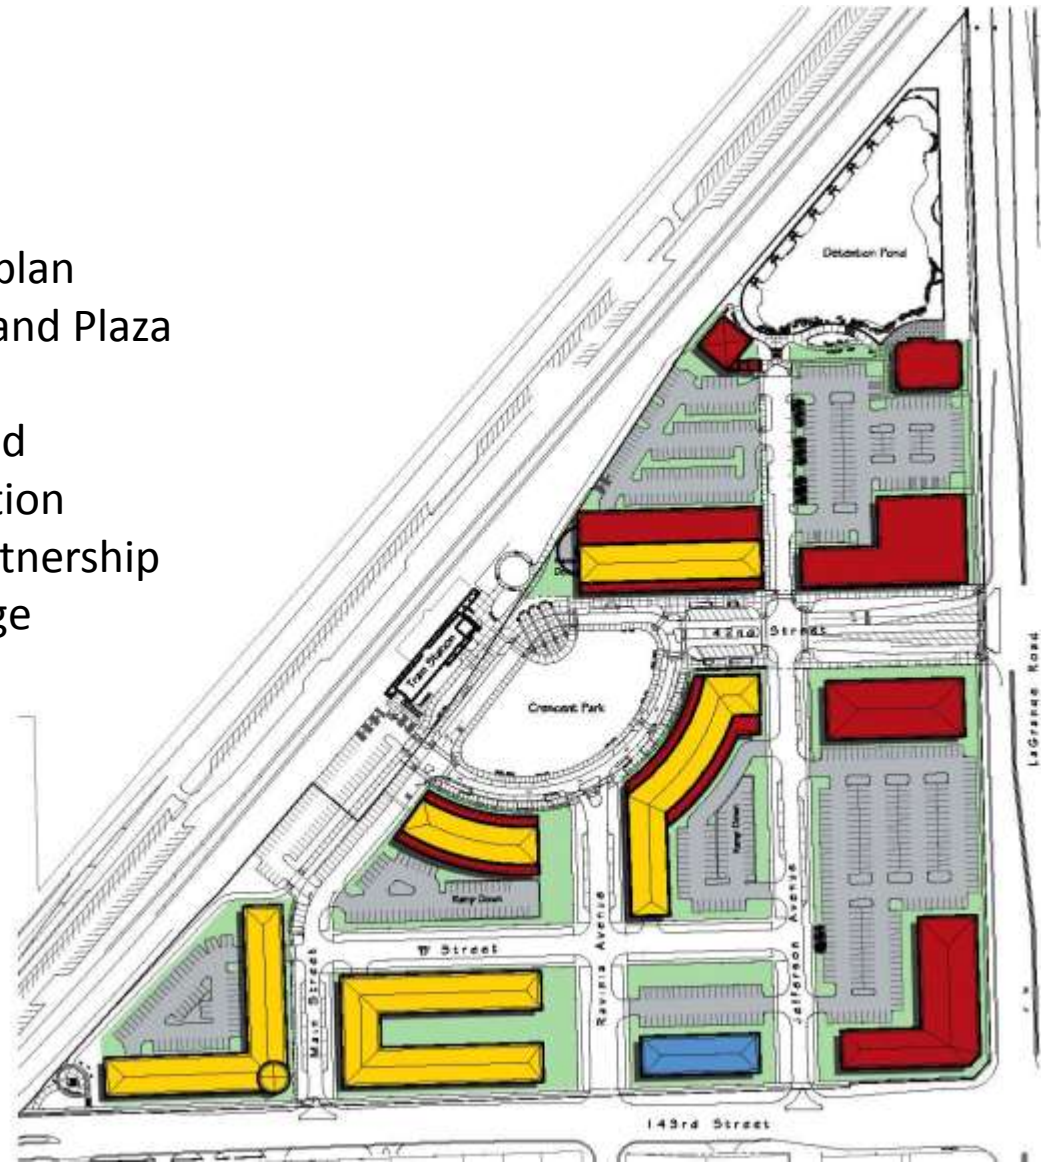 plan
and Plaza
d
tion
tnership
ge
Detention Pond
142nd Street
Train Station
Crescent Park
LaGrange Road
Ramp Down
Ramp Down
"B" Street
Main Street
Ravinia Avenue
Jefferson Avenue
143rd Street